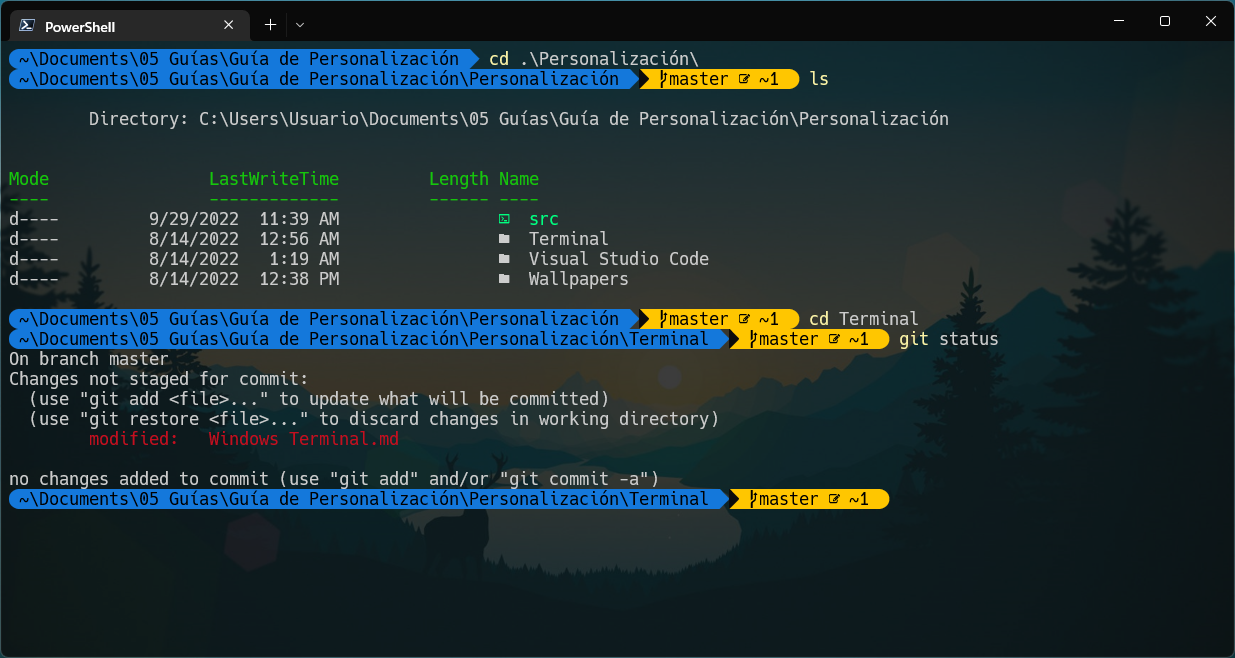 PowerShell
~\Documents\05 Guías\Guía de Personalización cd .\Personalización\
~\Documents\05 Guías\Guía de Personalización\Personalización master ~1 ls
Directory: C:\Users\Usuario\Documents\05 Guías\Guía de Personalización\Personalización
Mode LastWriteTime Length Name
---- ------------- ------ ----
d---- 9/29/2022 11:39 AM src
d---- 8/14/2022 12:56 AM Terminal
d---- 8/14/2022 1:19 AM Visual Studio Code
d---- 8/14/2022 12:38 PM Wallpapers
~\Documents\05 Guías\Guía de Personalización\Personalización master ~1 cd Terminal
~\Documents\05 Guías\Guía de Personalización\Personalización\Terminal master ~1 git status
On branch master
Changes not staged for commit:
(use "git add <file>..." to update what will be committed)
(use "git restore <file>..." to discard changes in working directory)
modified: Windows Terminal.md
no changes added to commit (use "git add" and/or "git commit -a")
~\Documents\05 Guías\Guía de Personalización\Personalización\Terminal master ~1